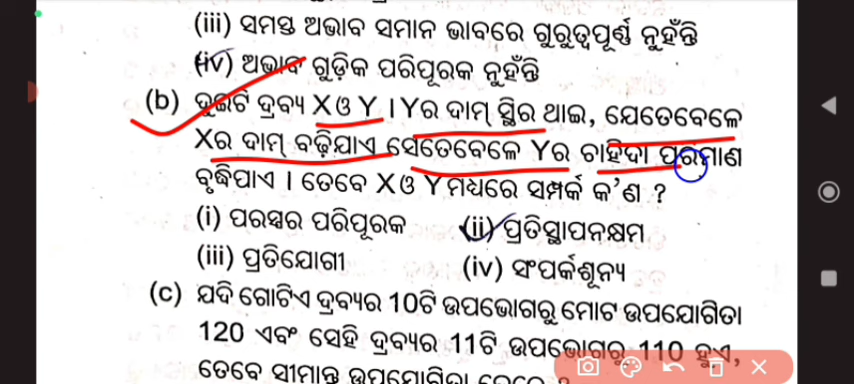 (iii) ସମସ୍ତ ଅଭାବ ସମାନ ଭାବରେ ଗୁରୁତ୍ୱପୂର୍ଣ୍ଣ ନୁହଁନ୍ତି
(iv) ଅଭାବ ଗୁଡ଼ିକ ପରିପୂରକ ନୁହଁନ୍ତି
(b) ଦୁଇଟି ଦ୍ରବ୍ୟ X ଓ Y । Yର ଦାମ୍ ସ୍ଥିର ଥାଇ, ଯେତେବେଳେ
Xର ଦାମ୍ ବଢ଼ିଯାଏ ସେତେବେଳେ Yର ଚାହିଦା ପରିମାଣ
ବୃଦ୍ଧିପାଏ । ତେବେ X ଓ Y ମଧ୍ୟରେ ସମ୍ପର୍କ କ'ଣ ?
(i) ପରସ୍ପର ପରିପୂରକ (ii) ପ୍ରତିସ୍ଥାପନକ୍ଷମ
(iii) ପ୍ରତିଯୋଗୀ (iv) ସଂପର୍କଶୂନ୍ୟ
(c) ଯଦି ଗୋଟିଏ ଦ୍ରବ୍ୟର 10ଟି ଉପଭୋଗରୁ ମୋଟ ଉପଯୋଗିତା
120 ଏବଂ ସେହି ଦ୍ରବ୍ୟର 11ଟି ଉପଭୋଗରୁ 110 ହୁଏ,
ତେବେ ସୀମାନ୍ତ ଉପଯୋଗିତା